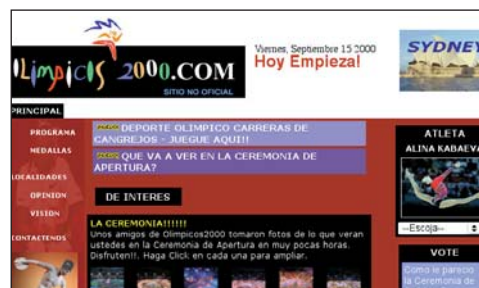 OLímpicos 2000.COM
SITIO NO OFICIAL
Viernes, Septiembre 15 2000
Hoy Empieza!
SYDNEY
PRINCIPAL
PROGRAMA
MEDALLAS
LOCALIDADES
OPINION
VISION
CONTACTENOS
DEPORTE OLIMPICO CARRERAS DE
CANGREJOS - JUEGUE AQUI!!
QUE VA A VER EN LA CEREMONIA DE
APERTURA?
DE INTERES
LA CEREMONIA!!!!!!
Unos amigos de Olimpicos2000 tomaron fotos de lo que veran
ustedes en la Ceremonia de Apertura en muy pocas horas.
Disfruten!!. Haga Click en cada una para ampliar.
ATLETA
ALINA KABAEVA
--Escoja--
VOTE
Como le parecio
la Ceremonia de